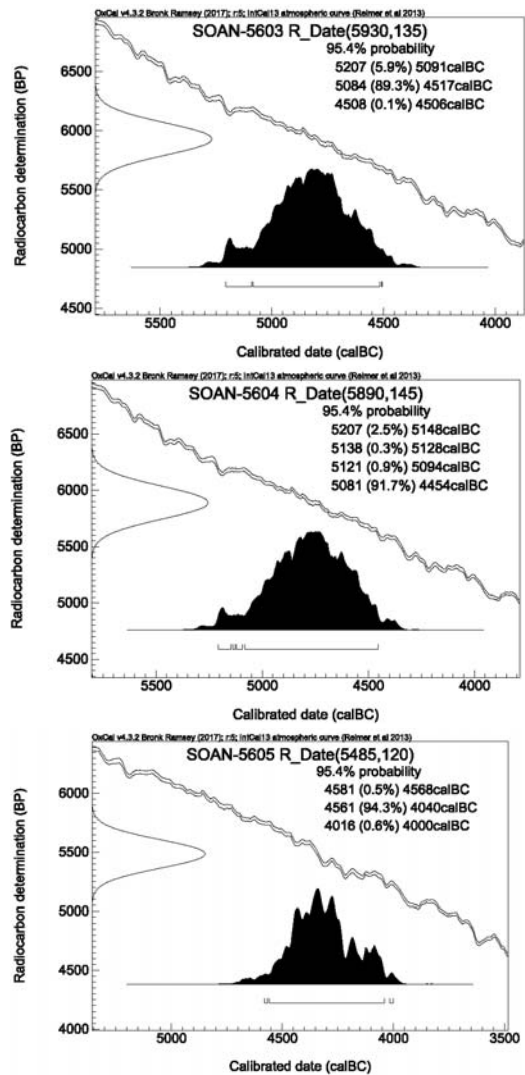 OxCal v4.3.2 Bronk Ramsey (2017); r:5; IntCal13 atmospheric curve (Reimer et al 2013)
SOAN-5603 R_Date(5930,135)
95.4% probability
5207 (5.9%) 5091calBC
5084 (89.3%) 4517calBC
4508 (0.1%) 4506calBC
Radiocarbon determination (BP)
6500
6000
5500
5000
4500
5500 5000 4500 4000
Calibrated date (calBC)
OxCal v4.3.2 Bronk Ramsey (2017); r:5; IntCal13 atmospheric curve (Reimer et al 2013)
SOAN-5604 R_Date(5890,145)
95.4% probability
5207 (2.5%) 5148calBC
5138 (0.3%) 5128calBC
5121 (0.9%) 5094calBC
5081 (91.7%) 4454calBC
Radiocarbon determination (BP)
6500
6000
5500
5000
4500
5500 5000 4500 4000
Calibrated date (calBC)
OxCal v4.3.2 Bronk Ramsey (2017); r:5; IntCal13 atmospheric curve (Reimer et al 2013)
SOAN-5605 R_Date(5485,120)
95.4% probability
4581 (0.5%) 4568calBC
4561 (94.3%) 4040calBC
4016 (0.6%) 4000calBC
Radiocarbon determination (BP)
6000
5500
5000
4500
4000
5000 4500 4000 3500
Calibrated date (calBC)